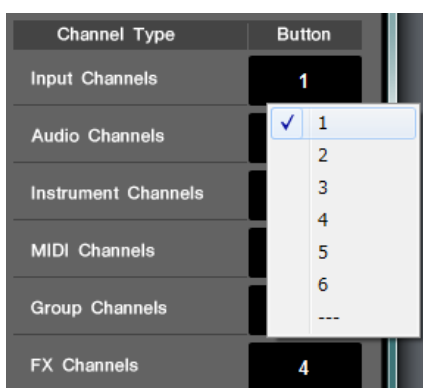 Channel Type Button
Input Channels 1
✓ 1
Audio Channels
2
Instrument Channels 3
4
MIDI Channels 5
6
Group Channels
---
FX Channels 4